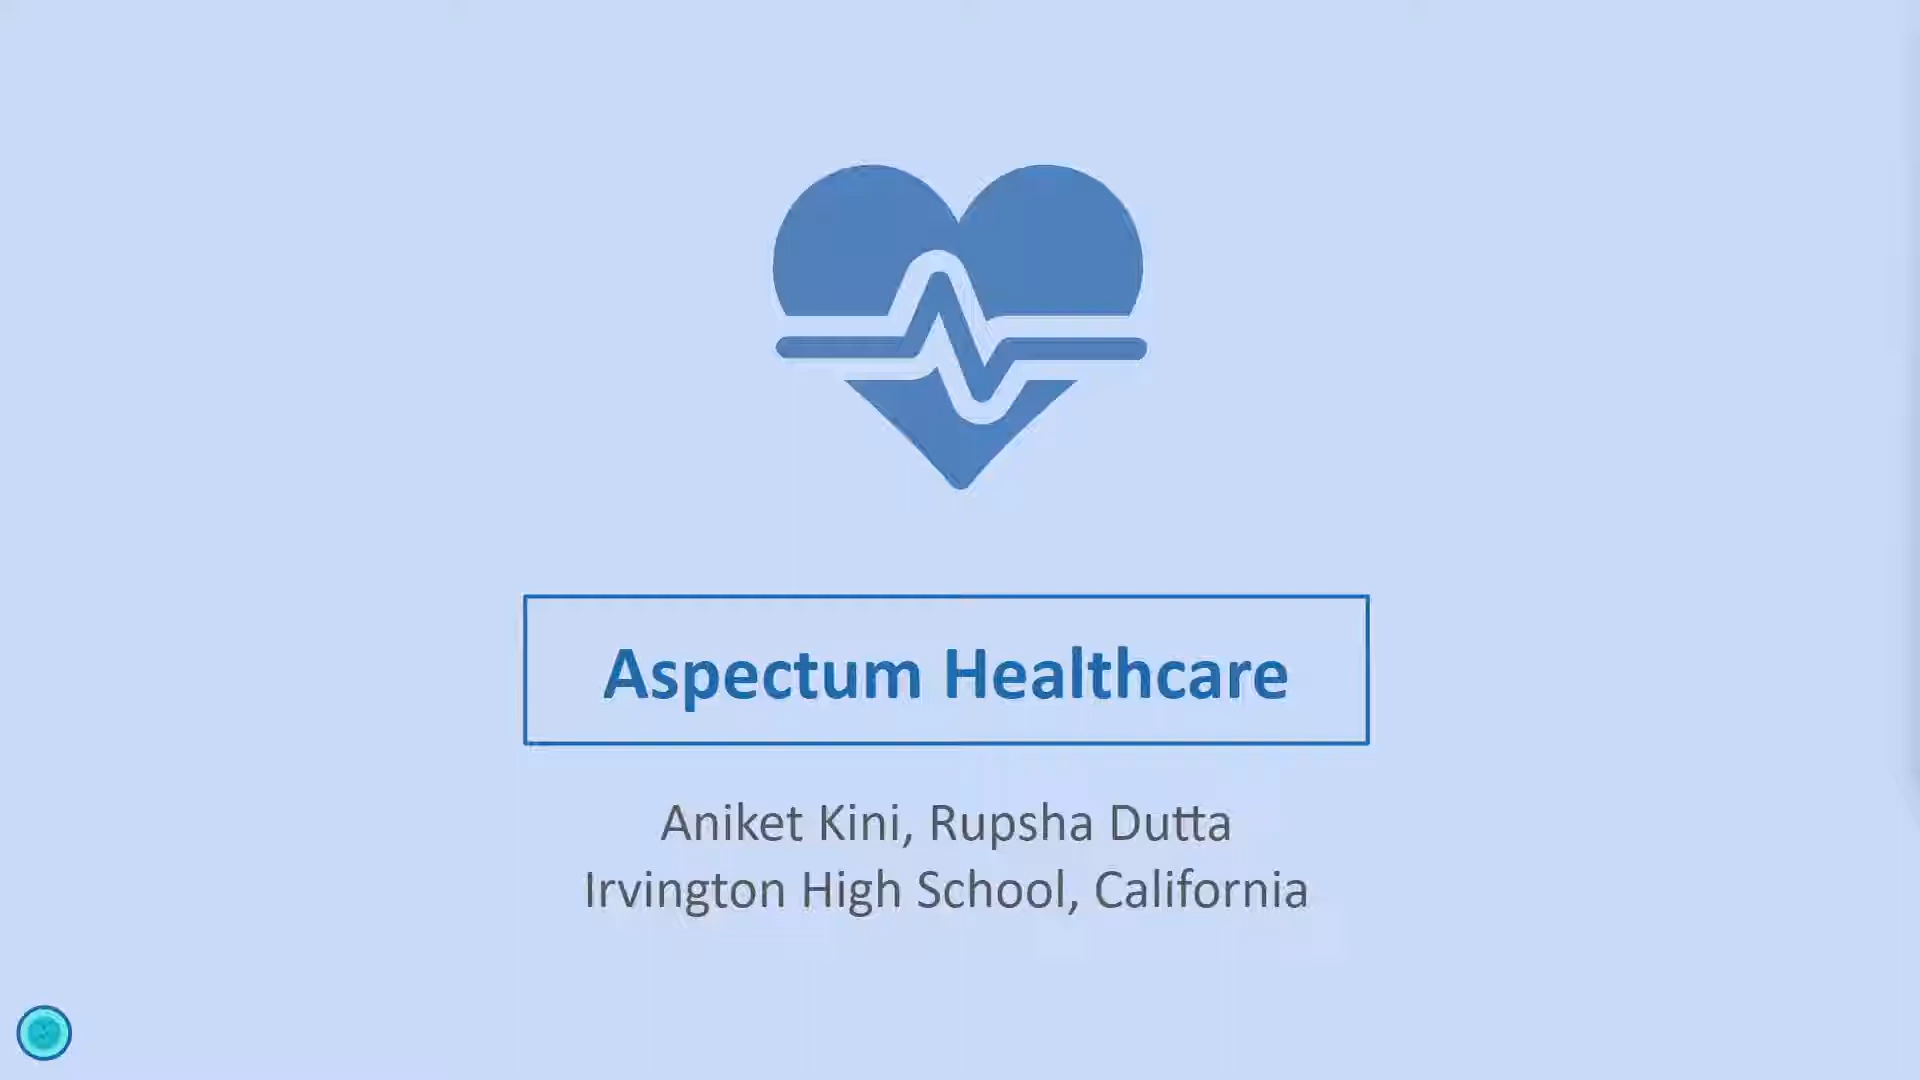 Aspectum Healthcare
Aniket Kini, Rupsha Dutta
Irvington High School, California